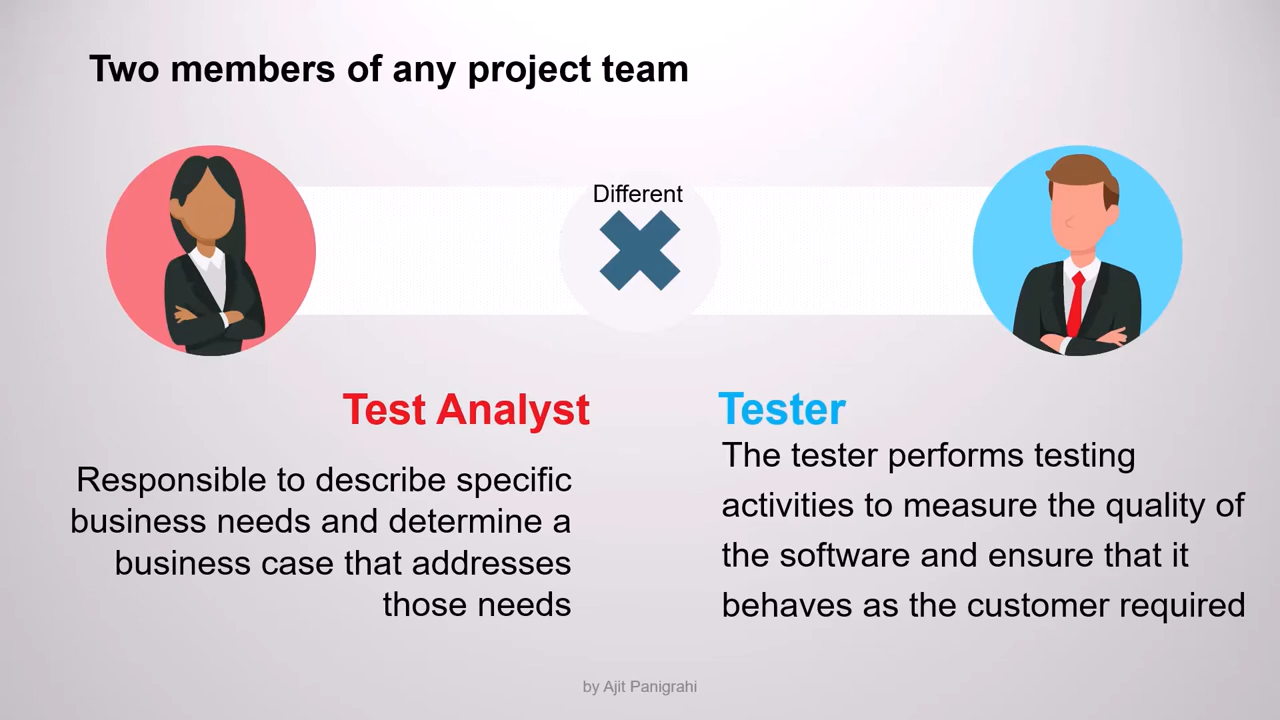 Two members of any project team
Different
Test Analyst
Responsible to describe specific
business needs and determine a
business case that addresses
those needs
Tester
The tester performs testing
activities to measure the quality of
the software and ensure that it
behaves as the customer required
by Ajit Panigrahi